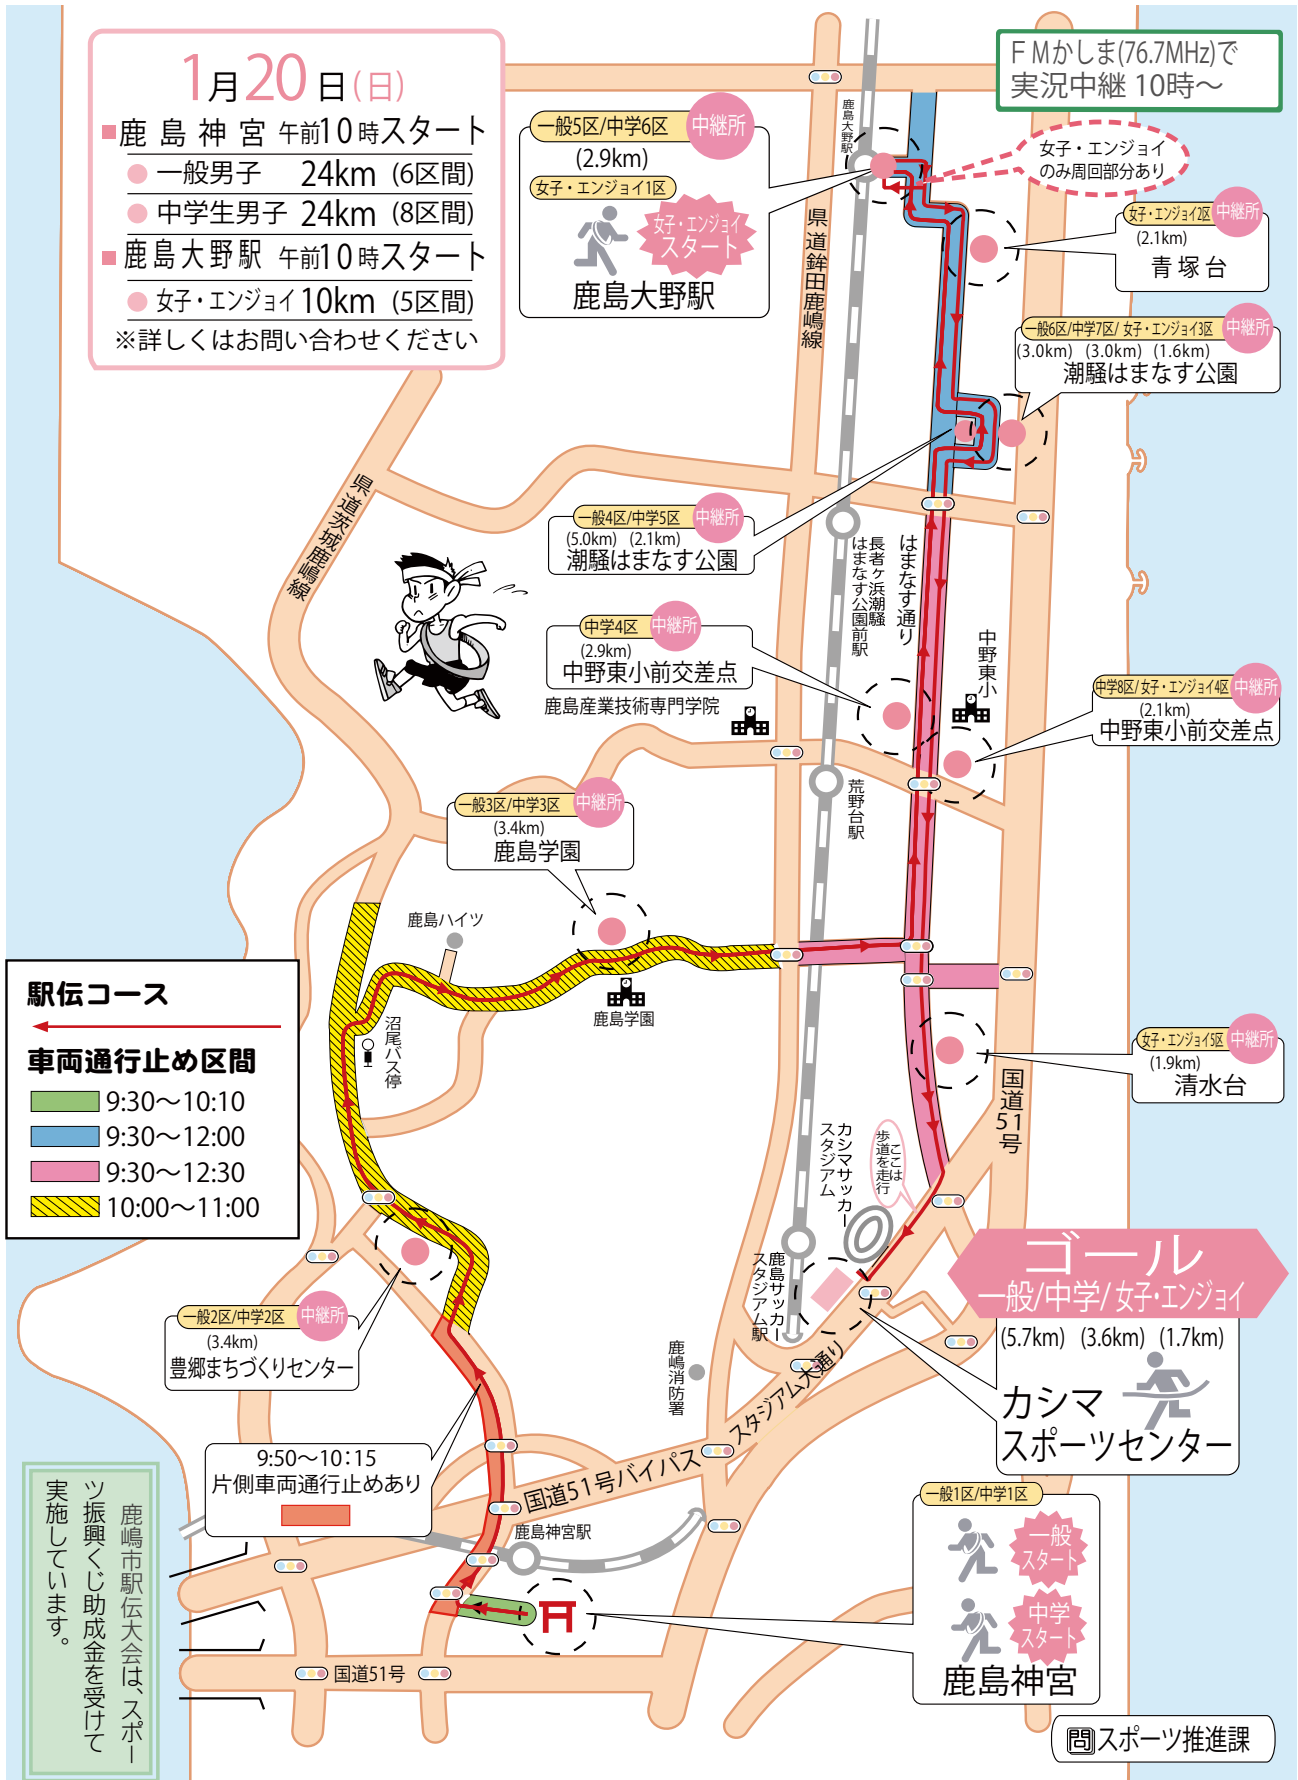 1月20日(日)
■鹿島神宮 午前10時スタート
●一般男子 24km (6区間)
●中学生男子 24km (8区間)
■鹿島大野駅 午前10時スタート
●女子・エンジョイ 10km (5区間)
※詳しくはお問い合わせください
FMかしま(76.7MHz)で
実況中継 10時〜
一般5区/中学6区 中継所
(2.9km)
女子・エンジョイ1区
女子・エンジョイ
スタート
鹿島大野駅
鹿島大野駅
女子・エンジョイ
のみ周回部分あり
女子・エンジョイ2区 中継所
(2.1km)
青塚台
県道鉾田鹿嶋線
一般6区/中学7区/女子・エンジョイ3区 中継所
(3.0km) (3.0km) (1.6km)
潮騒はまなす公園
県道茨城鹿嶋線
一般4区/中学5区 中継所
(5.0km) (2.1km)
潮騒はまなす公園
長者ヶ浜潮騒
はまなす公園前駅
はまなす通り
中学4区 中継所
(2.9km)
中野東小前交差点
中野東小
鹿島産業技術専門学院
中学8区/女子・エンジョイ4区 中継所
(2.1km)
中野東小前交差点
荒野台駅
一般3区/中学3区 中継所
(3.4km)
鹿島学園
鹿島ハイツ
鹿島学園
沼尾バス停
駅伝コース
車両通行止め区間
9:30〜10:10
9:30〜12:00
9:30〜12:30
10:00〜11:00
女子・エンジョイ5区 中継所
(1.9km)
清水台
国道51号
カシマサッカー
スタジアム
ここは
歩道を走行
鹿島サッカー
スタジアム駅
ゴール
一般/中学/女子・エンジョイ
(5.7km) (3.6km) (1.7km)
カシマ
スポーツセンター
一般2区/中学2区 中継所
(3.4km)
豊郷まちづくりセンター
鹿嶋消防署
スタジアム大通り
9:50〜10:15
片側車両通行止めあり
国道51号バイパス
鹿島神宮駅
一般1区/中学1区
一般
スタート
中学
スタート
鹿島神宮
国道51号
鹿嶋市駅伝大会は、スポー
ツ振興くじ助成金を受けて
実施しています。
問スポーツ推進課